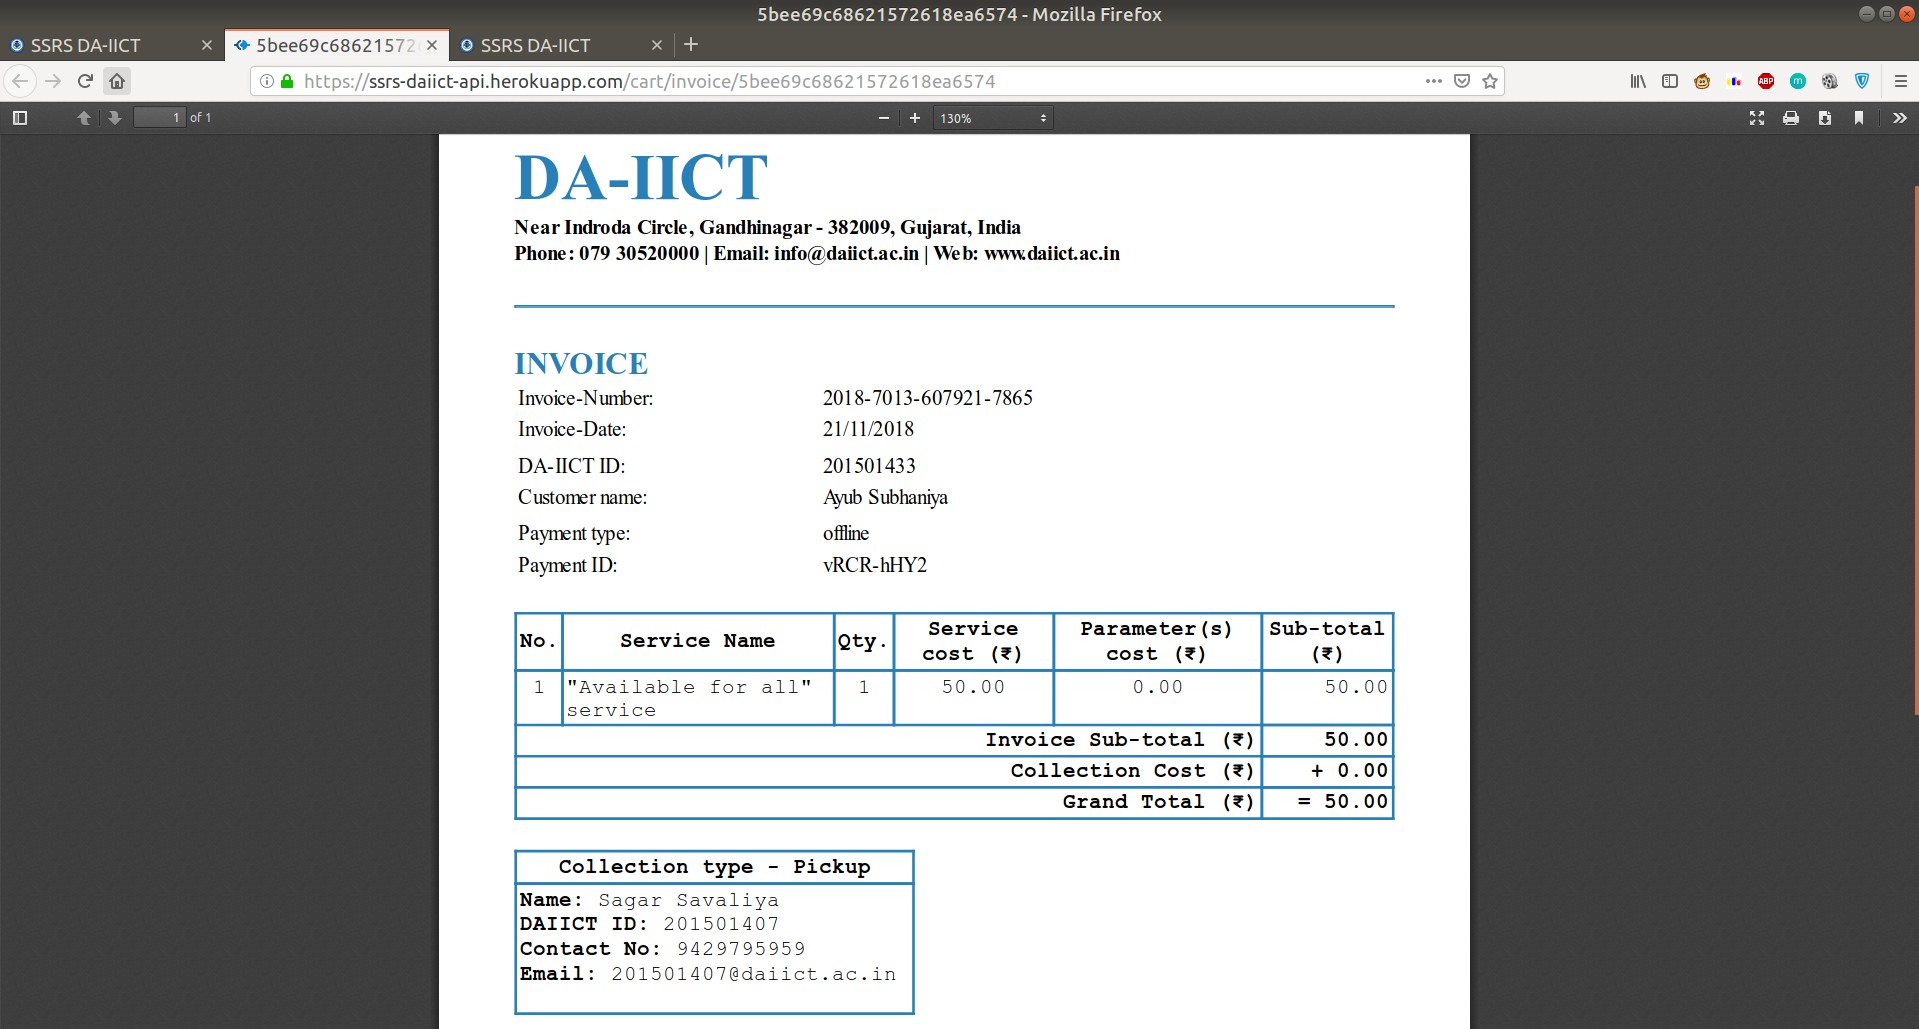 5bee69c68621572618ea6574 - Mozilla Firefox
SSRS DA-IICT
5bee69c686215726
SSRS DA-IICT
https://ssrs-daiict-api.herokuapp.com/cart/invoice/5bee69c68621572618ea6574
ABP
m
1 of 1
130%
DA-IICT
Near Indroda Circle, Gandhinagar - 382009, Gujarat, India
Phone: 079 30520000 | Email: info@daiict.ac.in | Web: www.daiict.ac.in
INVOICE
Invoice-Number: 2018-7013-607921-7865
Invoice-Date: 21/11/2018
DA-IICT ID: 201501433
Customer name: Ayub Subhaniya
Payment type: offline
Payment ID: vRCR-hHY2
No. Service Name Qty. Service cost (₹) Parameter(s) cost (₹) Sub-total (₹)
1 "Available for all" service 1 50.00 0.00 50.00
Invoice Sub-total (₹) 50.00
Collection Cost (₹) + 0.00
Grand Total (₹) = 50.00
Collection type - Pickup
Name: Sagar Savaliya
DAIICT ID: 201501407
Contact No: 9429795959
Email: 201501407@daiict.ac.in